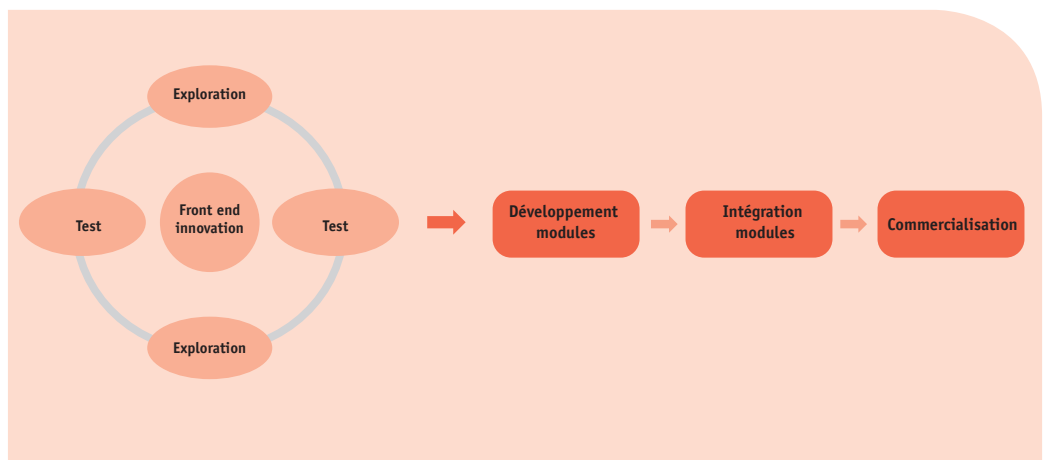 Exploration
Test
Front end
innovation
Test
Exploration
Développement
modules
Intégration
modules
Commercialisation